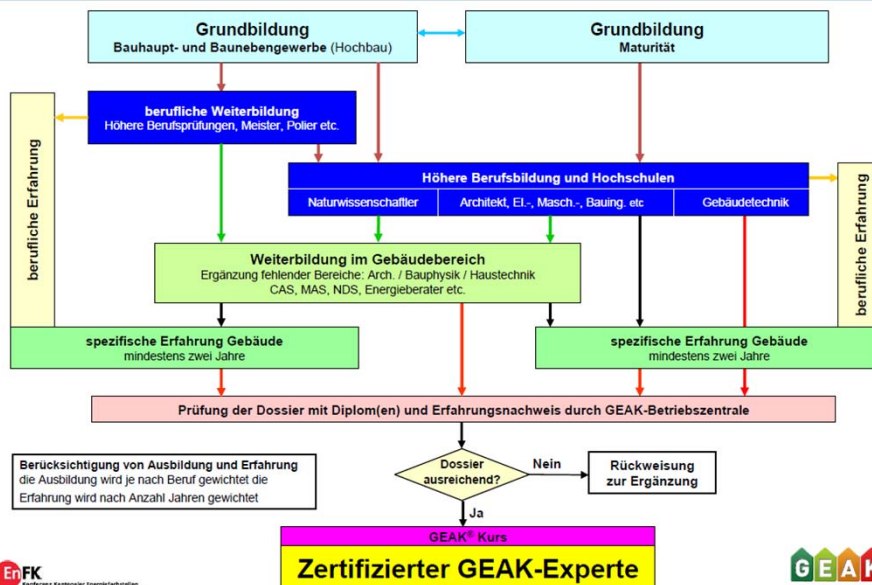 Grundbildung
Bauhaupt- und Baunebengewerbe (Hochbau)
Grundbildung
Maturität
berufliche Weiterbildung
Höhere Berufsprüfungen, Meister, Polier etc.
berufliche Erfahrung
Höhere Berufsbildung und Hochschulen
Naturwissenschaftler
Architekt, El.-, Masch.-, Bauing. etc
Gebäudetechnik
berufliche Erfahrung
Weiterbildung im Gebäudebereich
Ergänzung fehlender Bereiche: Arch. / Bauphysik / Haustechnik
CAS, MAS, NDS, Energieberater etc.
spezifische Erfahrung Gebäude
mindestens zwei Jahre
spezifische Erfahrung Gebäude
mindestens zwei Jahre
Prüfung der Dossier mit Diplom(en) und Erfahrungsnachweis durch GEAK-Betriebszentrale
Berücksichtigung von Ausbildung und Erfahrung
die Ausbildung wird je nach Beruf gewichtet die
Erfahrung wird nach Anzahl Jahren gewichtet
Dossier
ausreichend?
Nein
Rückweisung
zur Ergänzung
Ja
GEAK® Kurs
Zertifizierter GEAK-Experte
EnFK
Konferenz Kantonaler Energiefachstellen
GEAK